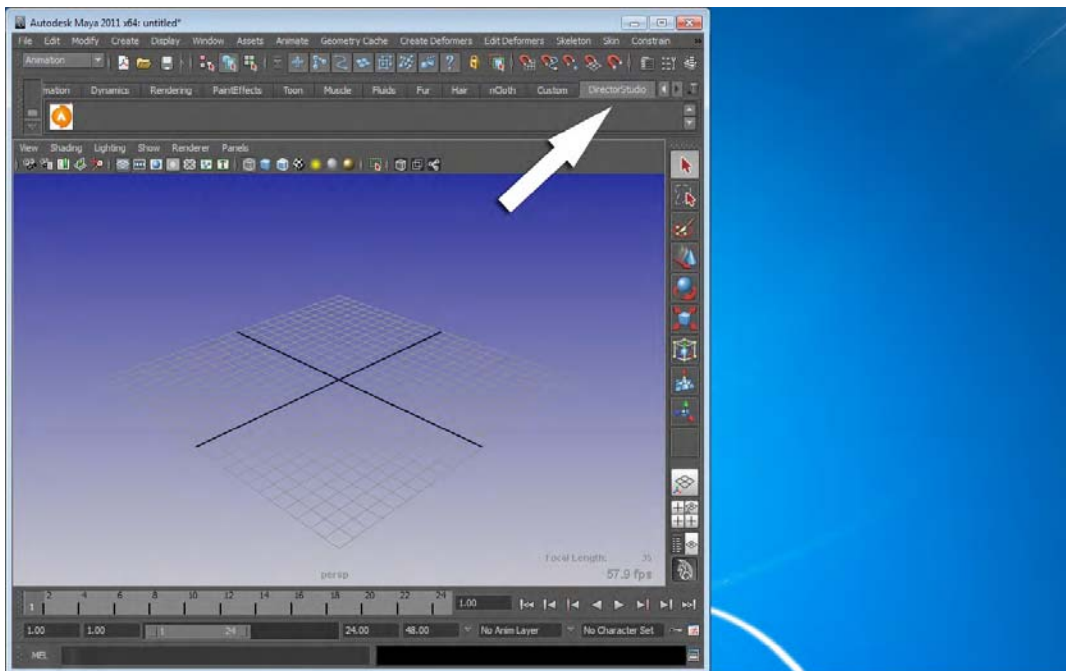 Autodesk Maya 2011 x64: untitled*
File Edit Modify Create Display Window Assets Animate Geometry Cache Create Deformers Edit Deformers Skeleton Skin Constrain »
Animation
mation Dynamics Rendering PaintEffects Toon Muscle Fluids Fur Hair nCloth Custom DirectorStudio
View Shading Lighting Show Renderer Panels
Focal Length: 35
persp 57.9 fps
1 2 4 6 8 10 12 14 16 18 20 22 24 1.00
1.00 1.00 1 24 24.00 48.00 No Anim Layer No Character Set
MEL